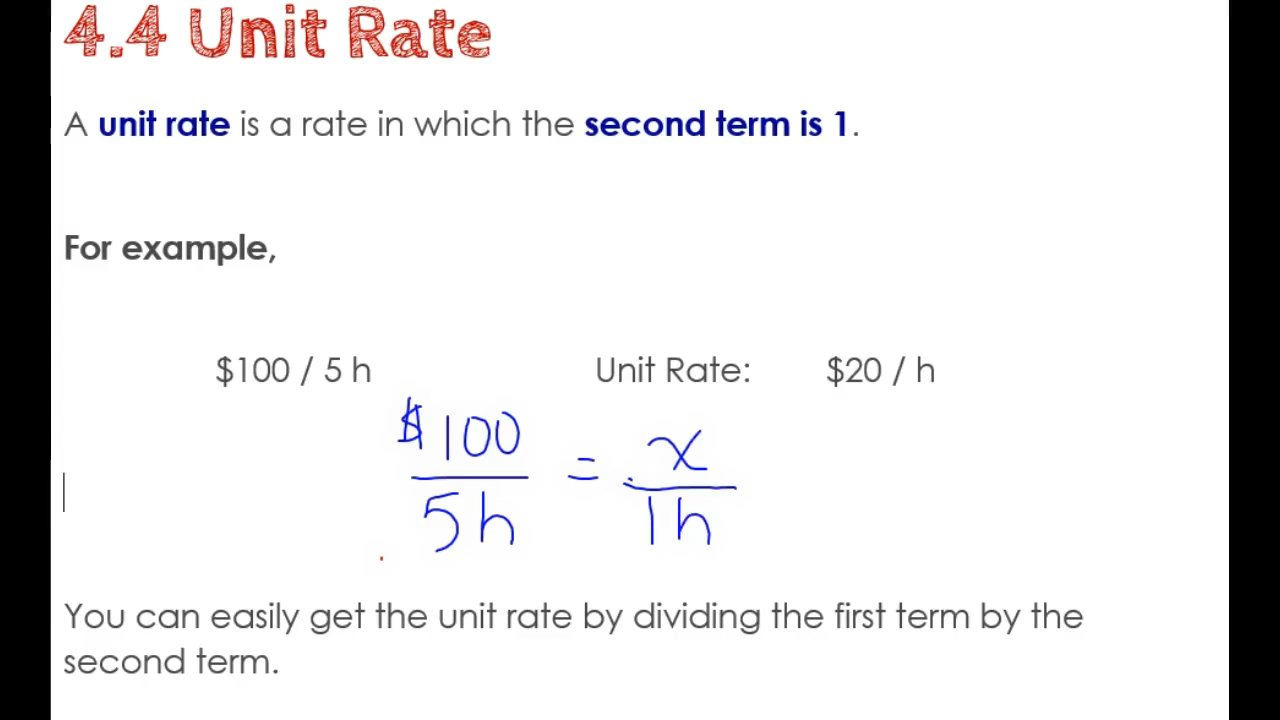 4.4 Unit Rate
A unit rate is a rate in which the second term is 1.
For example,
$100 / 5 h Unit Rate: $20 / h
$100 = x
5h 1h
You can easily get the unit rate by dividing the first term by the
second term.